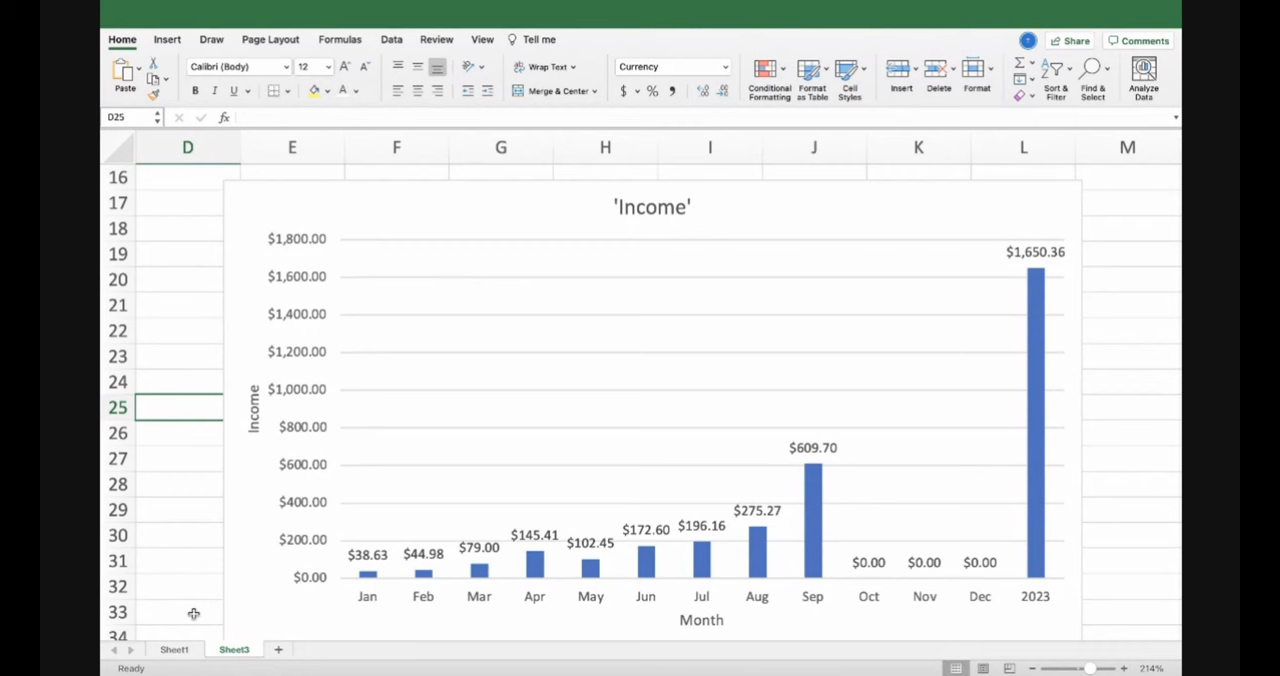 Home Insert Draw Page Layout Formulas Data Review View Tell me Share Comments
Paste Calibri (Body) 12 A A Wrap Text Currency Conditional Formatting Format as Table Cell Styles Insert Delete Format Sort & Filter Find & Select Analyze Data
B I U A Merge & Center $ %
D25 fx
D E F G H I J K L M
16
17
'Income'
18
19 $1,800.00
$1,650.36
20 $1,600.00
21
22 $1,400.00
23 $1,200.00
24 $1,000.00
25 Income
26 $800.00
$609.70
27 $600.00
28
29 $400.00
$275.27
30 $200.00 $145.41 $102.45 $172.60 $196.16
31 $38.63 $44.98 $79.00 $0.00 $0.00 $0.00
32 $0.00
Jan Feb Mar Apr May Jun Jul Aug Sep Oct Nov Dec 2023
33 Month
34
Sheet1 Sheet3 +
Ready 214%